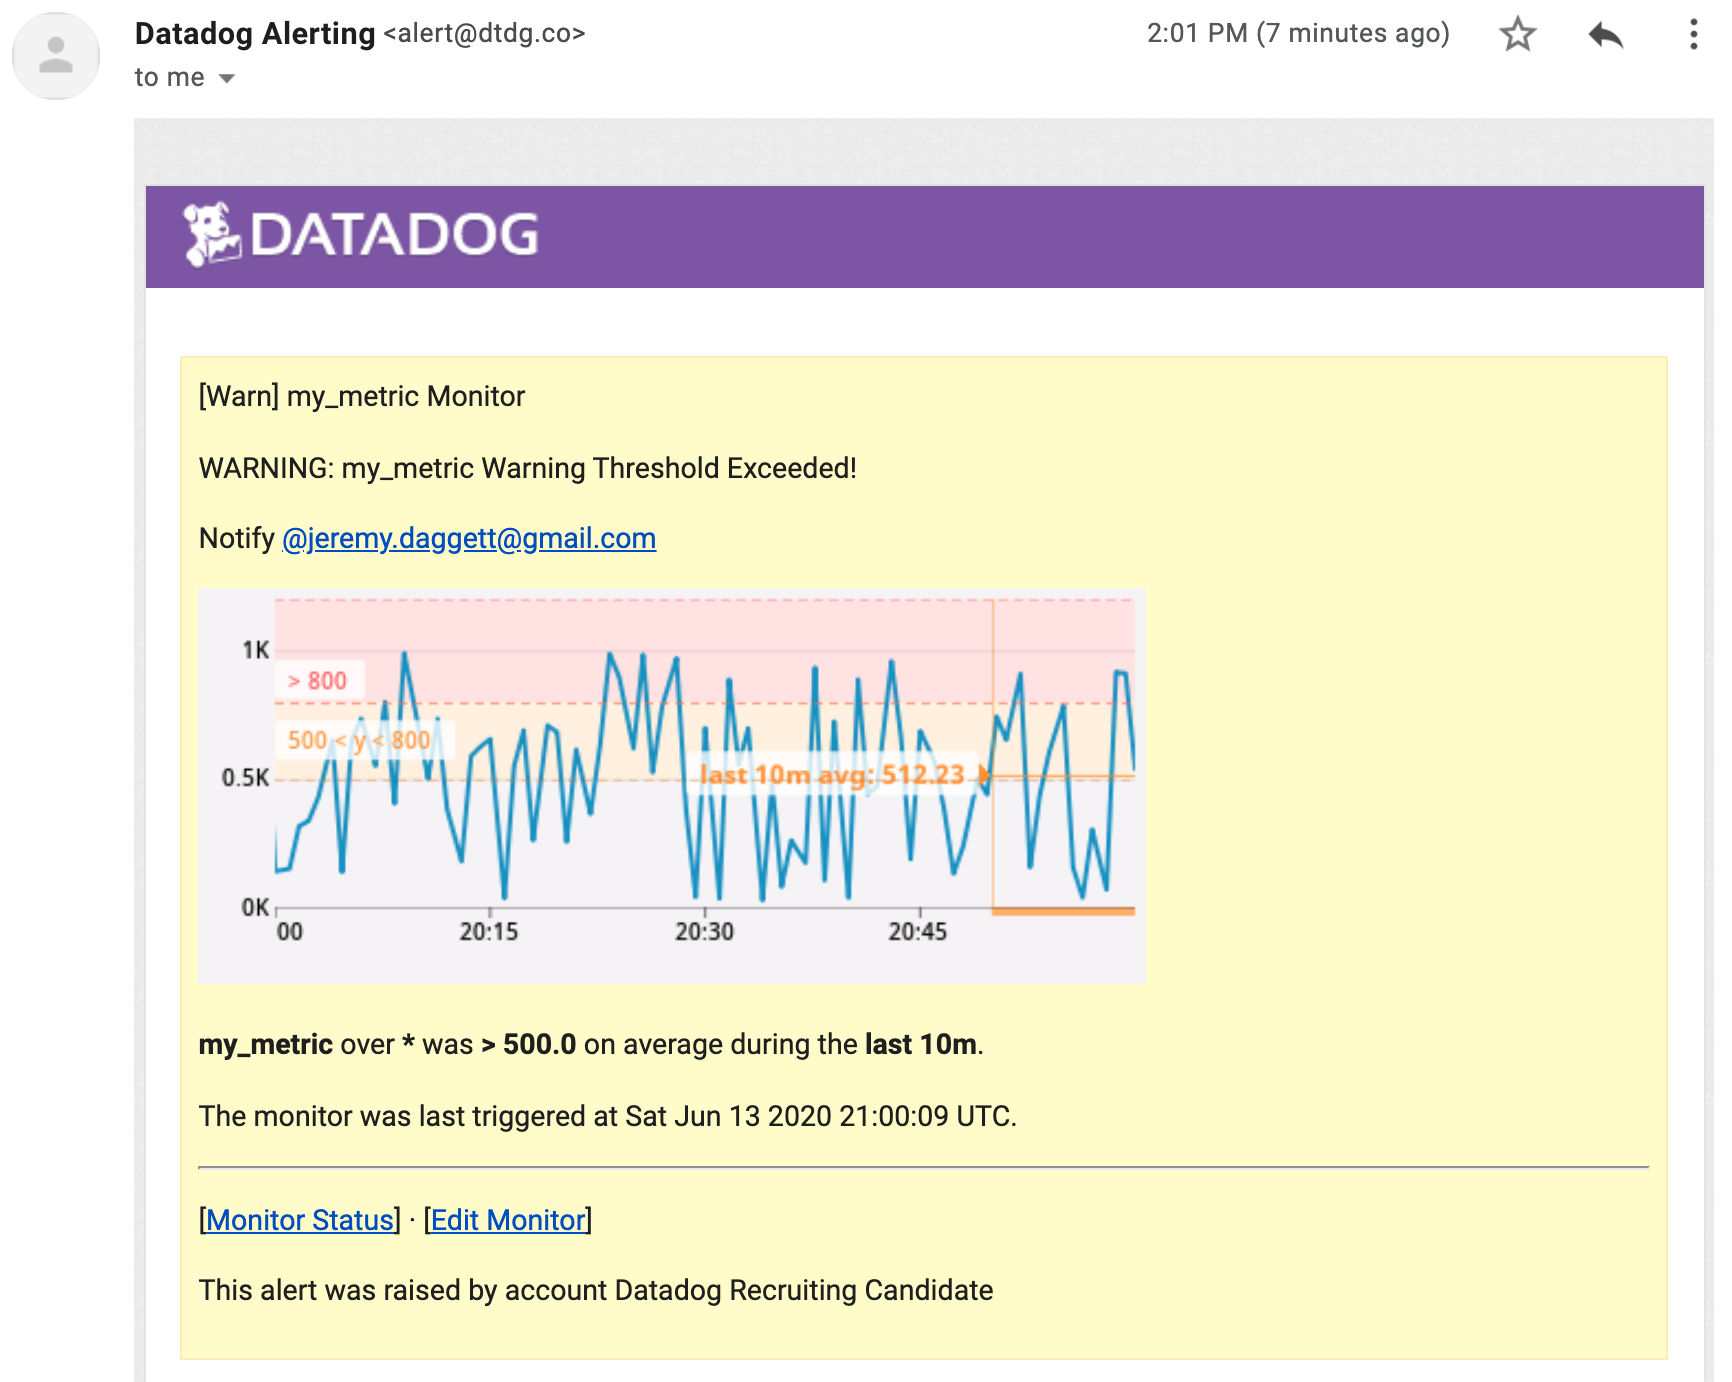 Datadog Alerting <alert@dtdg.co>
2:01 PM (7 minutes ago)
to me
DATADOG
[Warn] my_metric Monitor
WARNING: my_metric Warning Threshold Exceeded!
Notify @jeremy.daggett@gmail.com
1K
> 800
500 < y < 800
0.5K
last 10m avg: 512.23
0K
00
20:15
20:30
20:45
my_metric over * was > 500.0 on average during the last 10m.
The monitor was last triggered at Sat Jun 13 2020 21:00:09 UTC.
[Monitor Status] · [Edit Monitor]
This alert was raised by account Datadog Recruiting Candidate